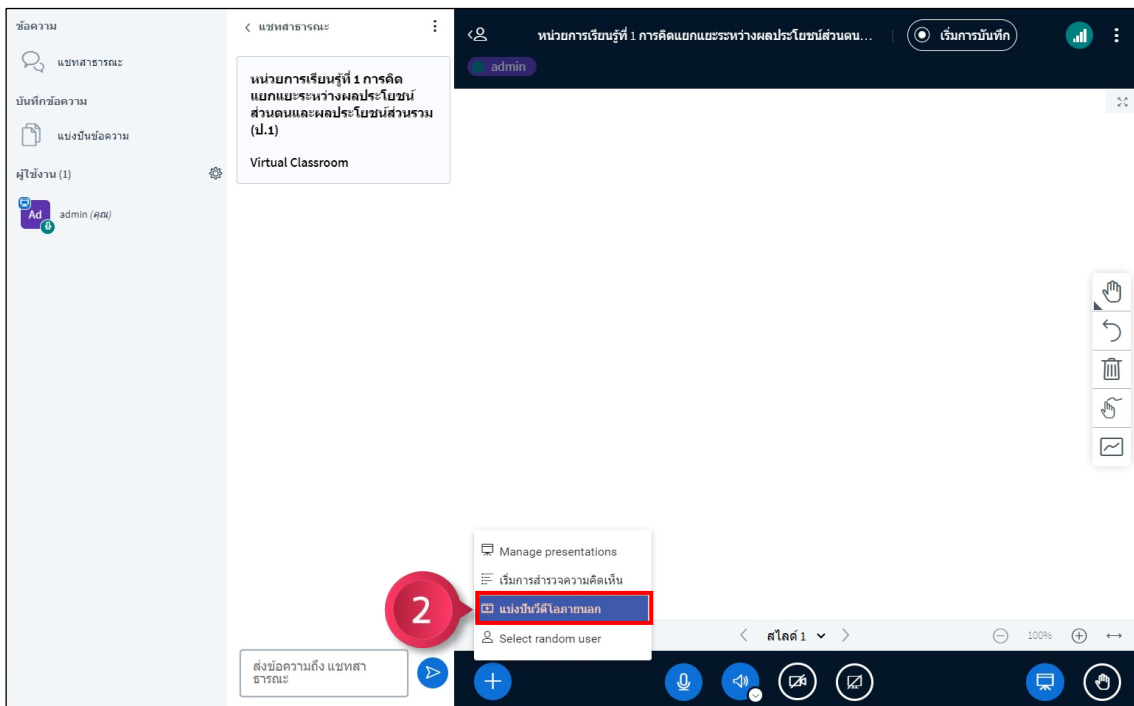 ข้อความ
แชทสาธารณะ
บันทึกข้อความ
แบ่งปันข้อความ
ผู้ใช้งาน (1)
Ad
admin (คุณ)
แชทสาธารณะ
หน่วยการเรียนรู้ที่ 1 การคิด
แยกแยะระหว่างผลประโยชน์
ส่วนตนและผลประโยชน์ส่วนรวม
(ป.1)
Virtual Classroom
ส่งข้อความถึง แชทสา
ธารณะ
หน่วยการเรียนรู้ที่ 1 การคิดแยกแยะระหว่างผลประโยชน์ส่วนตน...
เริ่มการบันทึก
admin
Manage presentations
เริ่มการสำรวจความคิดเห็น
2
แบ่งปันวีดีโอภายนอก
Select random user
สไลด์ 1
100%